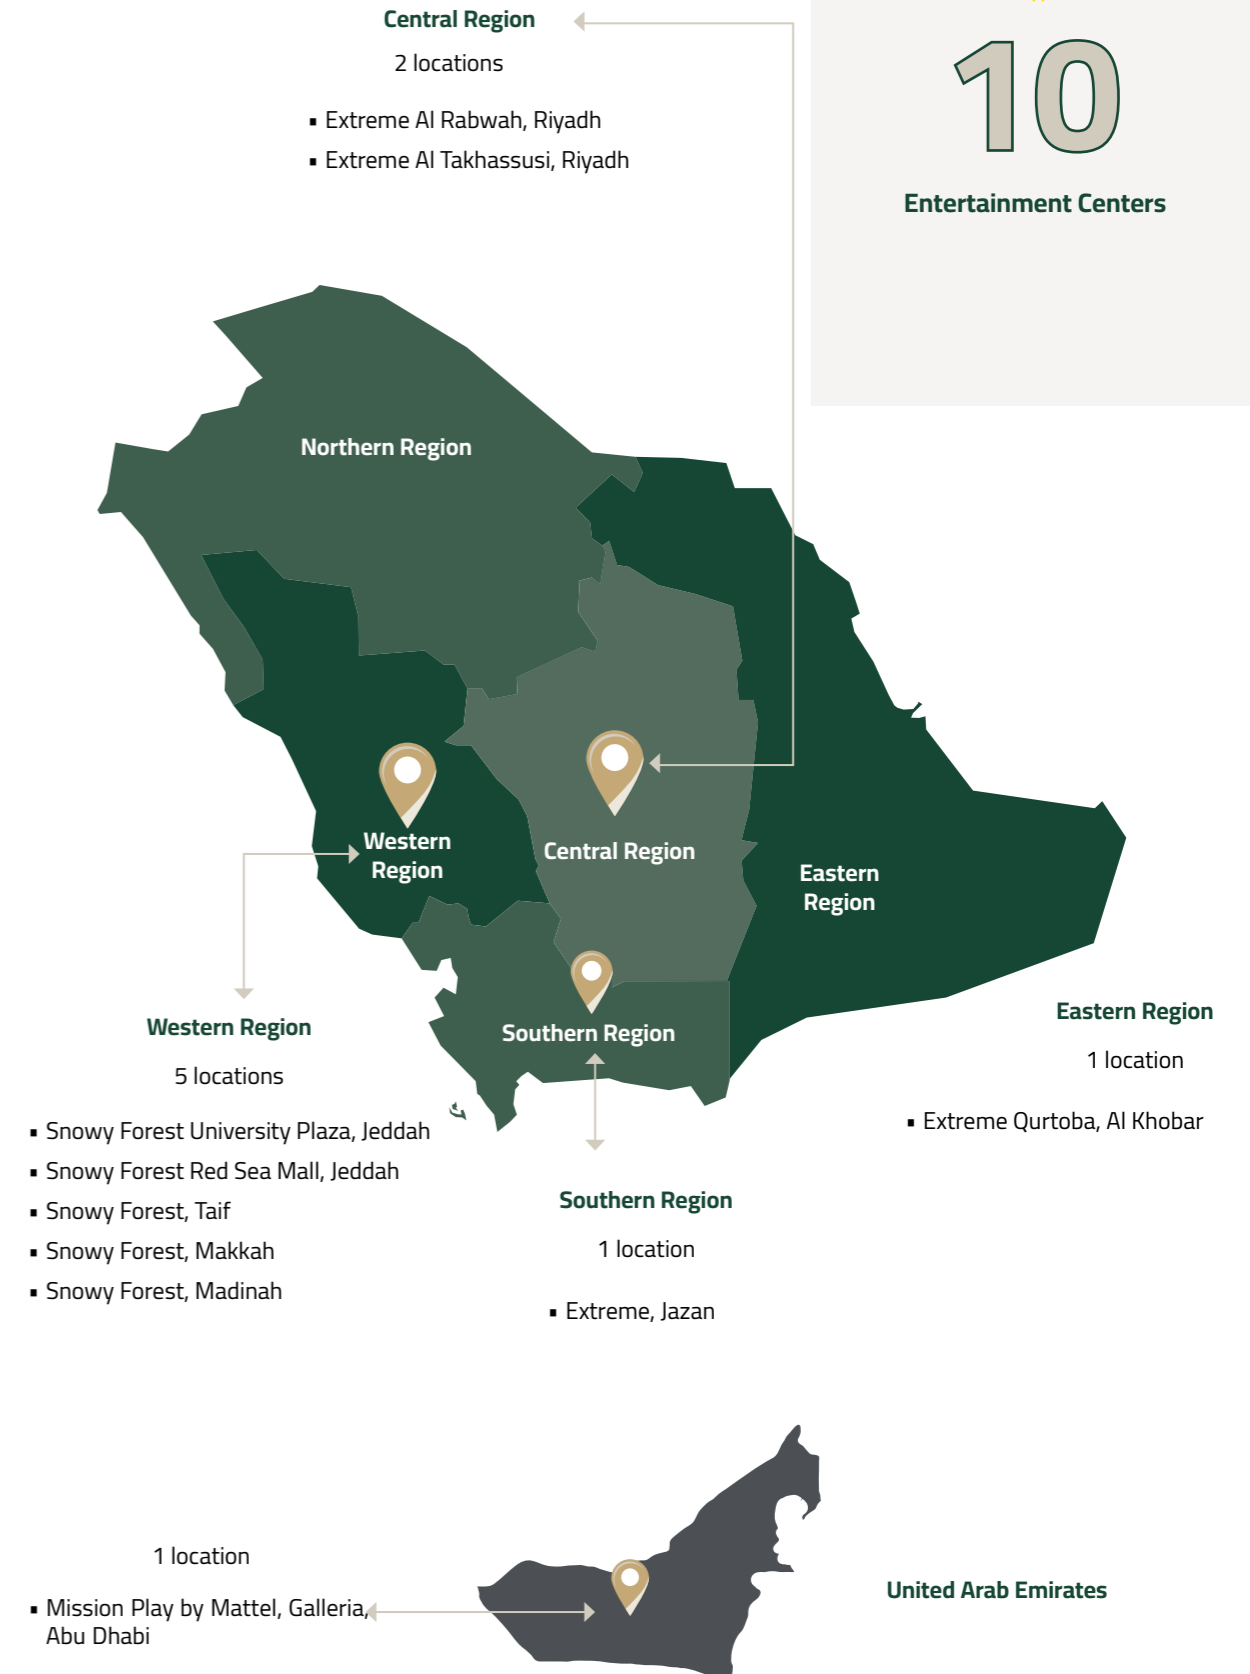 Central Region
2 locations
▪ Extreme Al Rabwah, Riyadh
▪ Extreme Al Takhassusi, Riyadh
10
Entertainment Centers
Northern Region
Western
Region
Central Region
Eastern
Region
Southern Region
Western Region
5 locations
▪ Snowy Forest University Plaza, Jeddah
▪ Snowy Forest Red Sea Mall, Jeddah
▪ Snowy Forest, Taif
▪ Snowy Forest, Makkah
▪ Snowy Forest, Madinah
Southern Region
1 location
▪ Extreme, Jazan
Eastern Region
1 location
▪ Extreme Qurtoba, Al Khobar
1 location
▪ Mission Play by Mattel, Galleria,
Abu Dhabi
United Arab Emirates